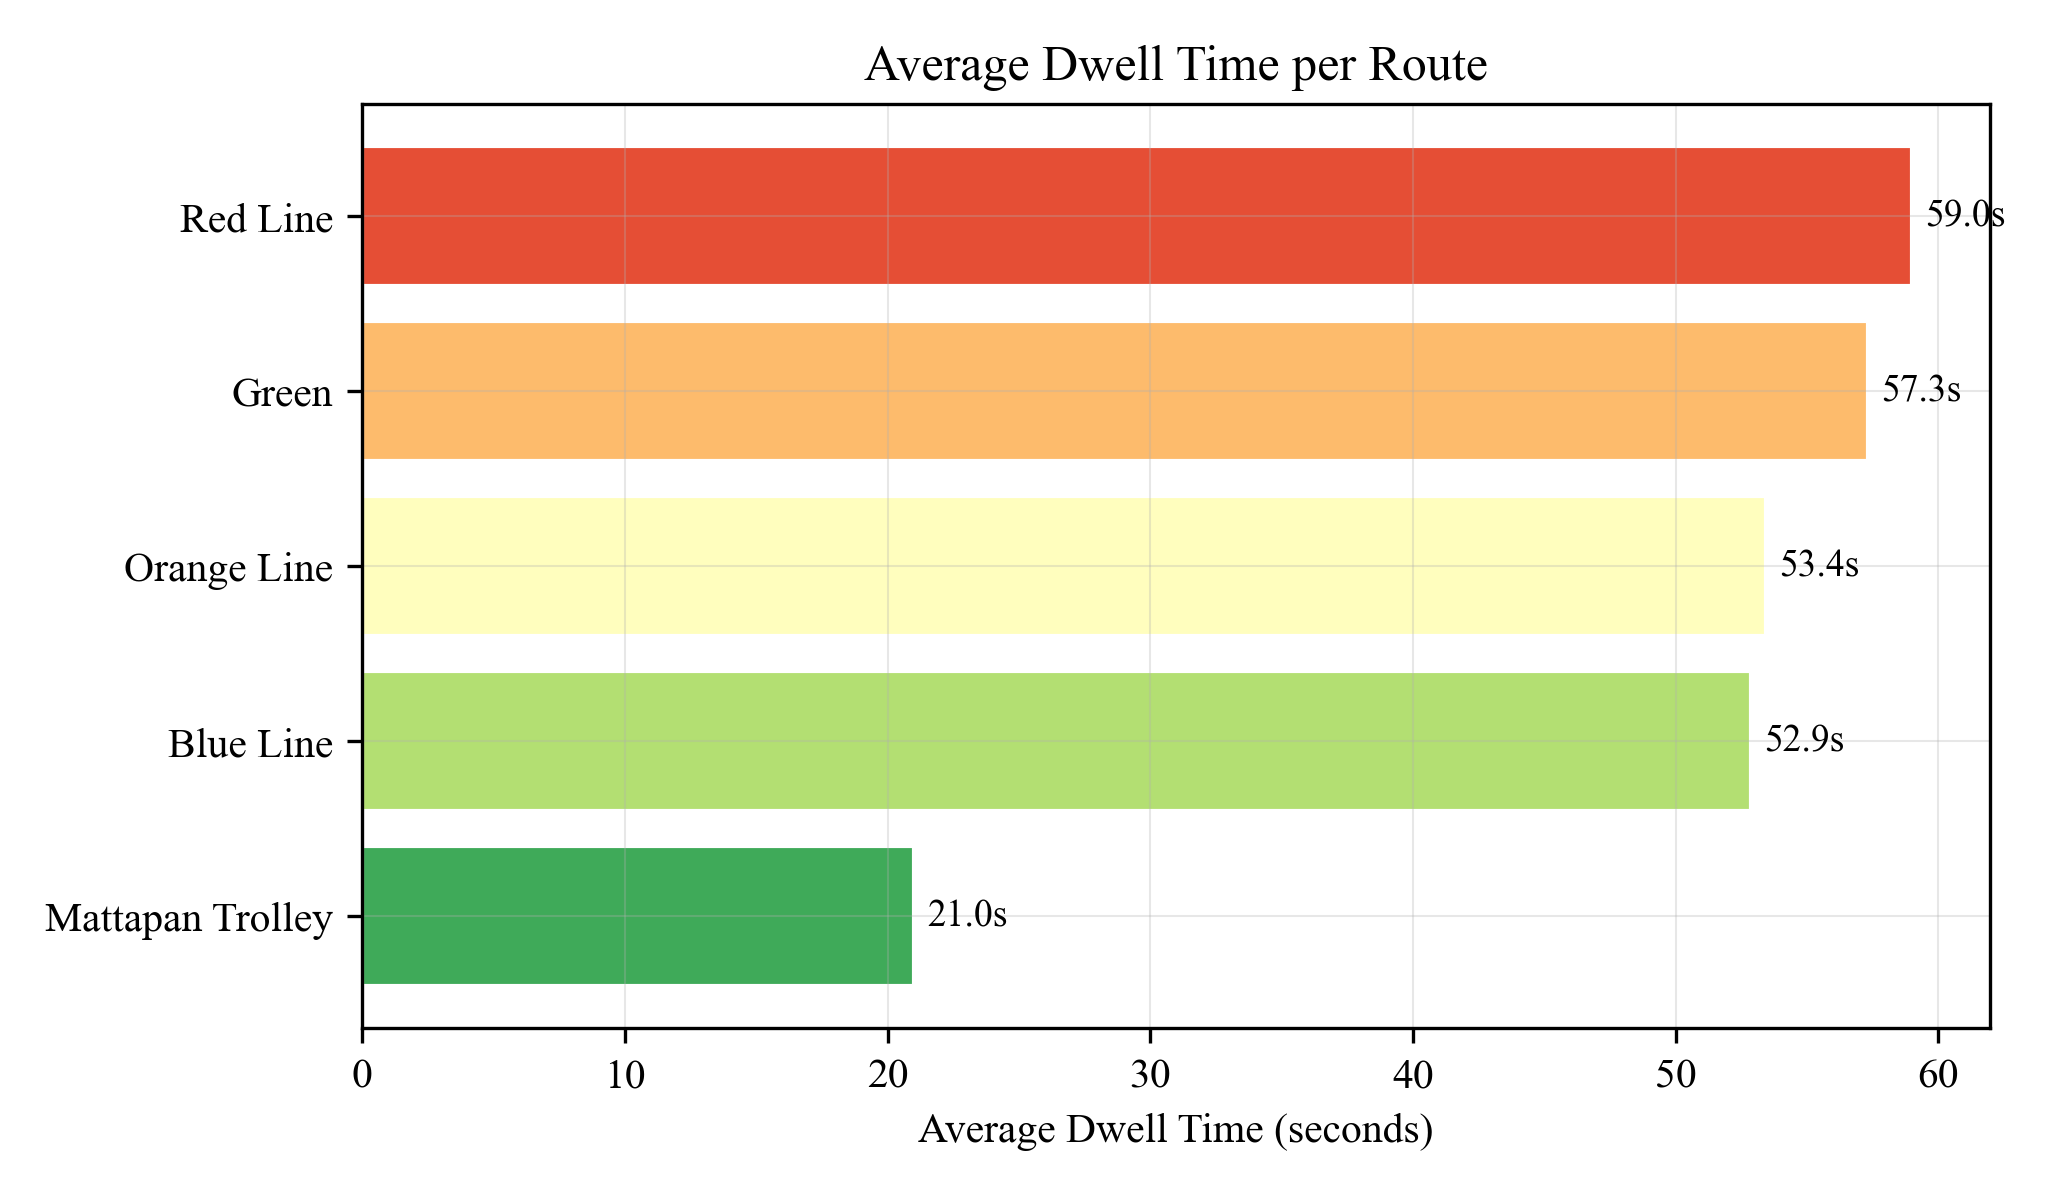 Average Dwell Time per Route
Red Line
59.0s
Green
57.3s
Orange Line
53.4s
Blue Line
52.9s
Mattapan Trolley
21.0s
0 10 20 30 40 50 60
Average Dwell Time (seconds)